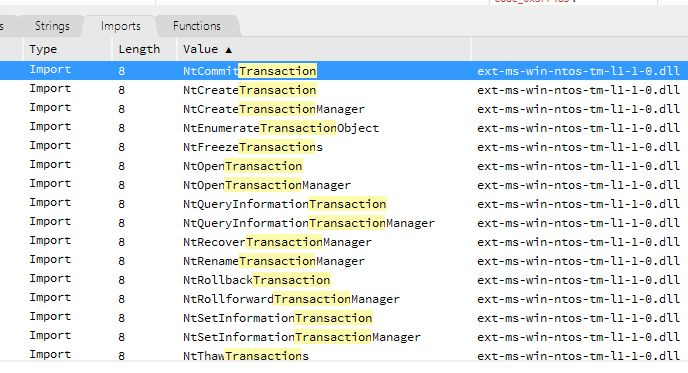 Strings Imports Functions
Type Length Value ▲
Import 8 NtCommitTransaction ext-ms-win-ntos-tm-l1-1-0.dll
Import 8 NtCreateTransaction ext-ms-win-ntos-tm-l1-1-0.dll
Import 8 NtCreateTransactionManager ext-ms-win-ntos-tm-l1-1-0.dll
Import 8 NtEnumerateTransactionObject ext-ms-win-ntos-tm-l1-1-0.dll
Import 8 NtFreezeTransactions ext-ms-win-ntos-tm-l1-1-0.dll
Import 8 NtOpenTransaction ext-ms-win-ntos-tm-l1-1-0.dll
Import 8 NtOpenTransactionManager ext-ms-win-ntos-tm-l1-1-0.dll
Import 8 NtQueryInformationTransaction ext-ms-win-ntos-tm-l1-1-0.dll
Import 8 NtQueryInformationTransactionManager ext-ms-win-ntos-tm-l1-1-0.dll
Import 8 NtRecoverTransactionManager ext-ms-win-ntos-tm-l1-1-0.dll
Import 8 NtRenameTransactionManager ext-ms-win-ntos-tm-l1-1-0.dll
Import 8 NtRollbackTransaction ext-ms-win-ntos-tm-l1-1-0.dll
Import 8 NtRollforwardTransactionManager ext-ms-win-ntos-tm-l1-1-0.dll
Import 8 NtSetInformationTransaction ext-ms-win-ntos-tm-l1-1-0.dll
Import 8 NtSetInformationTransactionManager ext-ms-win-ntos-tm-l1-1-0.dll
Import 8 NtThawTransactions ext-ms-win-ntos-tm-l1-1-0.dll